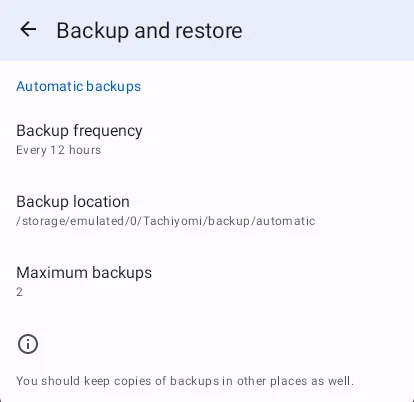 Backup and restore
Automatic backups
Backup frequency
Every 12 hours
Backup location
/storage/emulated/0/Tachiyomi/backup/automatic
Maximum backups
2
You should keep copies of backups in other places as well.